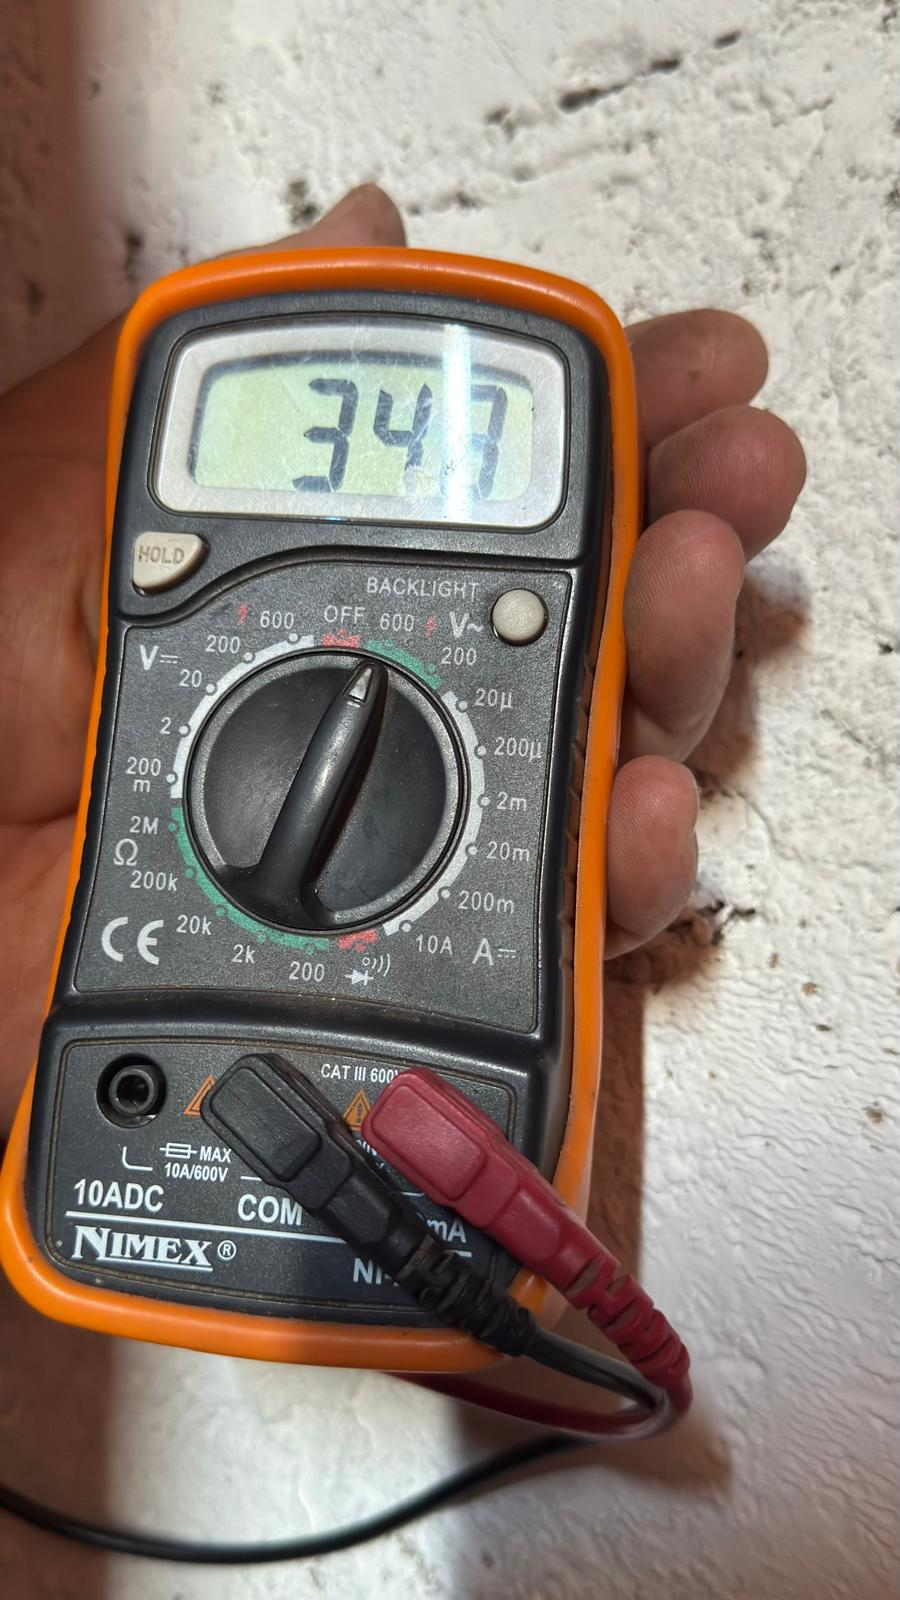 HOLD
BACKLIGHT
600
OFF
600
V~
200
200
V
20
20µ
2
200µ
200
m
2m
2M
Ω
20m
200k
200m
20k
10A
A
CE
2k
200
CAT III 600V
MAX
10A/600V
10ADC
COM
mA
NIMEX®